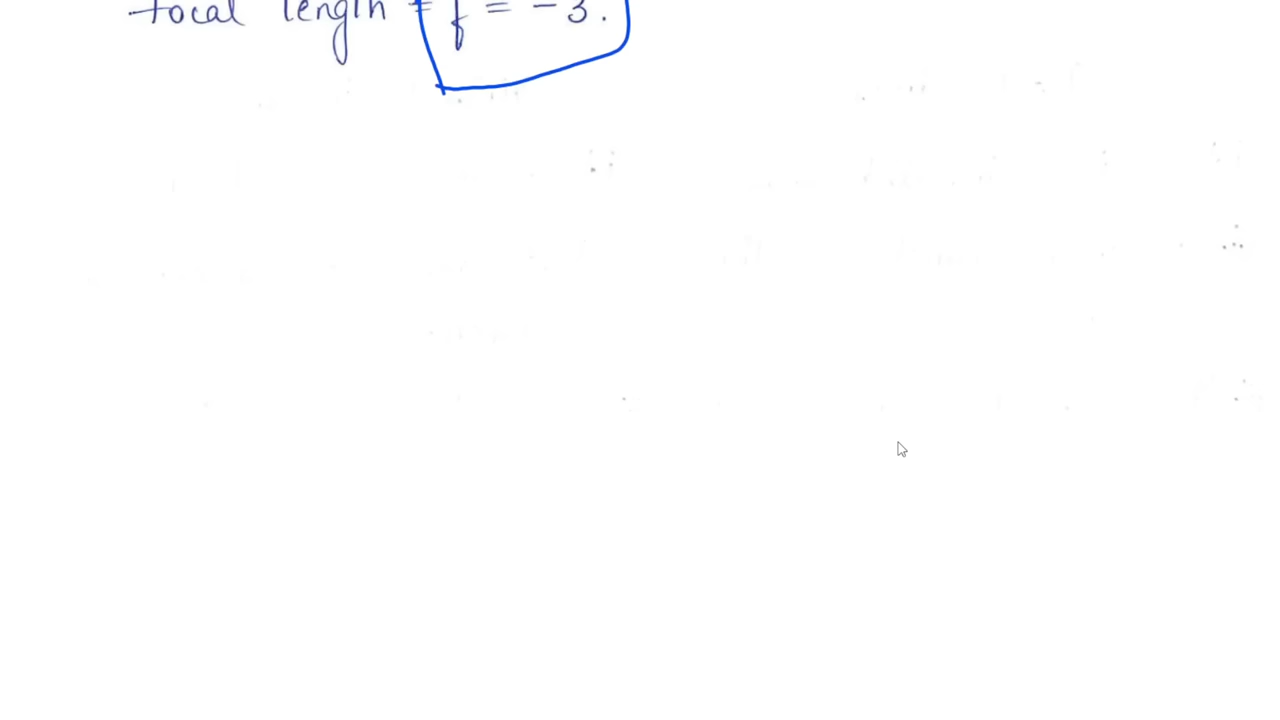 focal length = f = - 3.